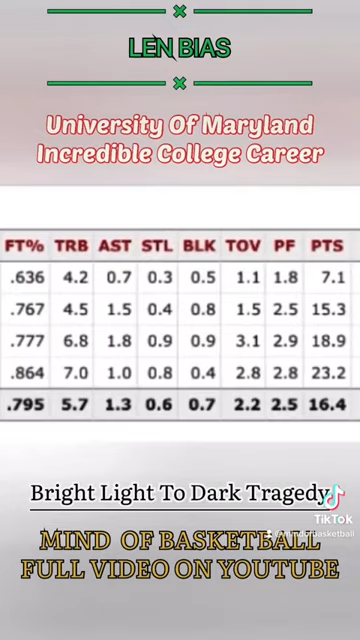 LEN BIAS
University Of Maryland
Incredible College Career
FT% TRB AST STL BLK TOV PF PTS
.636 4.2 0.7 0.3 0.5 1.1 1.8 7.1
.767 4.5 1.5 0.4 0.8 1.5 2.5 15.3
.777 6.8 1.8 0.9 0.9 3.1 2.9 18.9
.864 7.0 1.0 0.8 0.4 2.8 2.8 23.2
.795 5.7 1.3 0.6 0.7 2.2 2.5 16.4
Bright Light To Dark Tragedy
TikTok
@mindofbasketball
MIND OF BASKETBALL
FULL VIDEO ON YOUTUBE